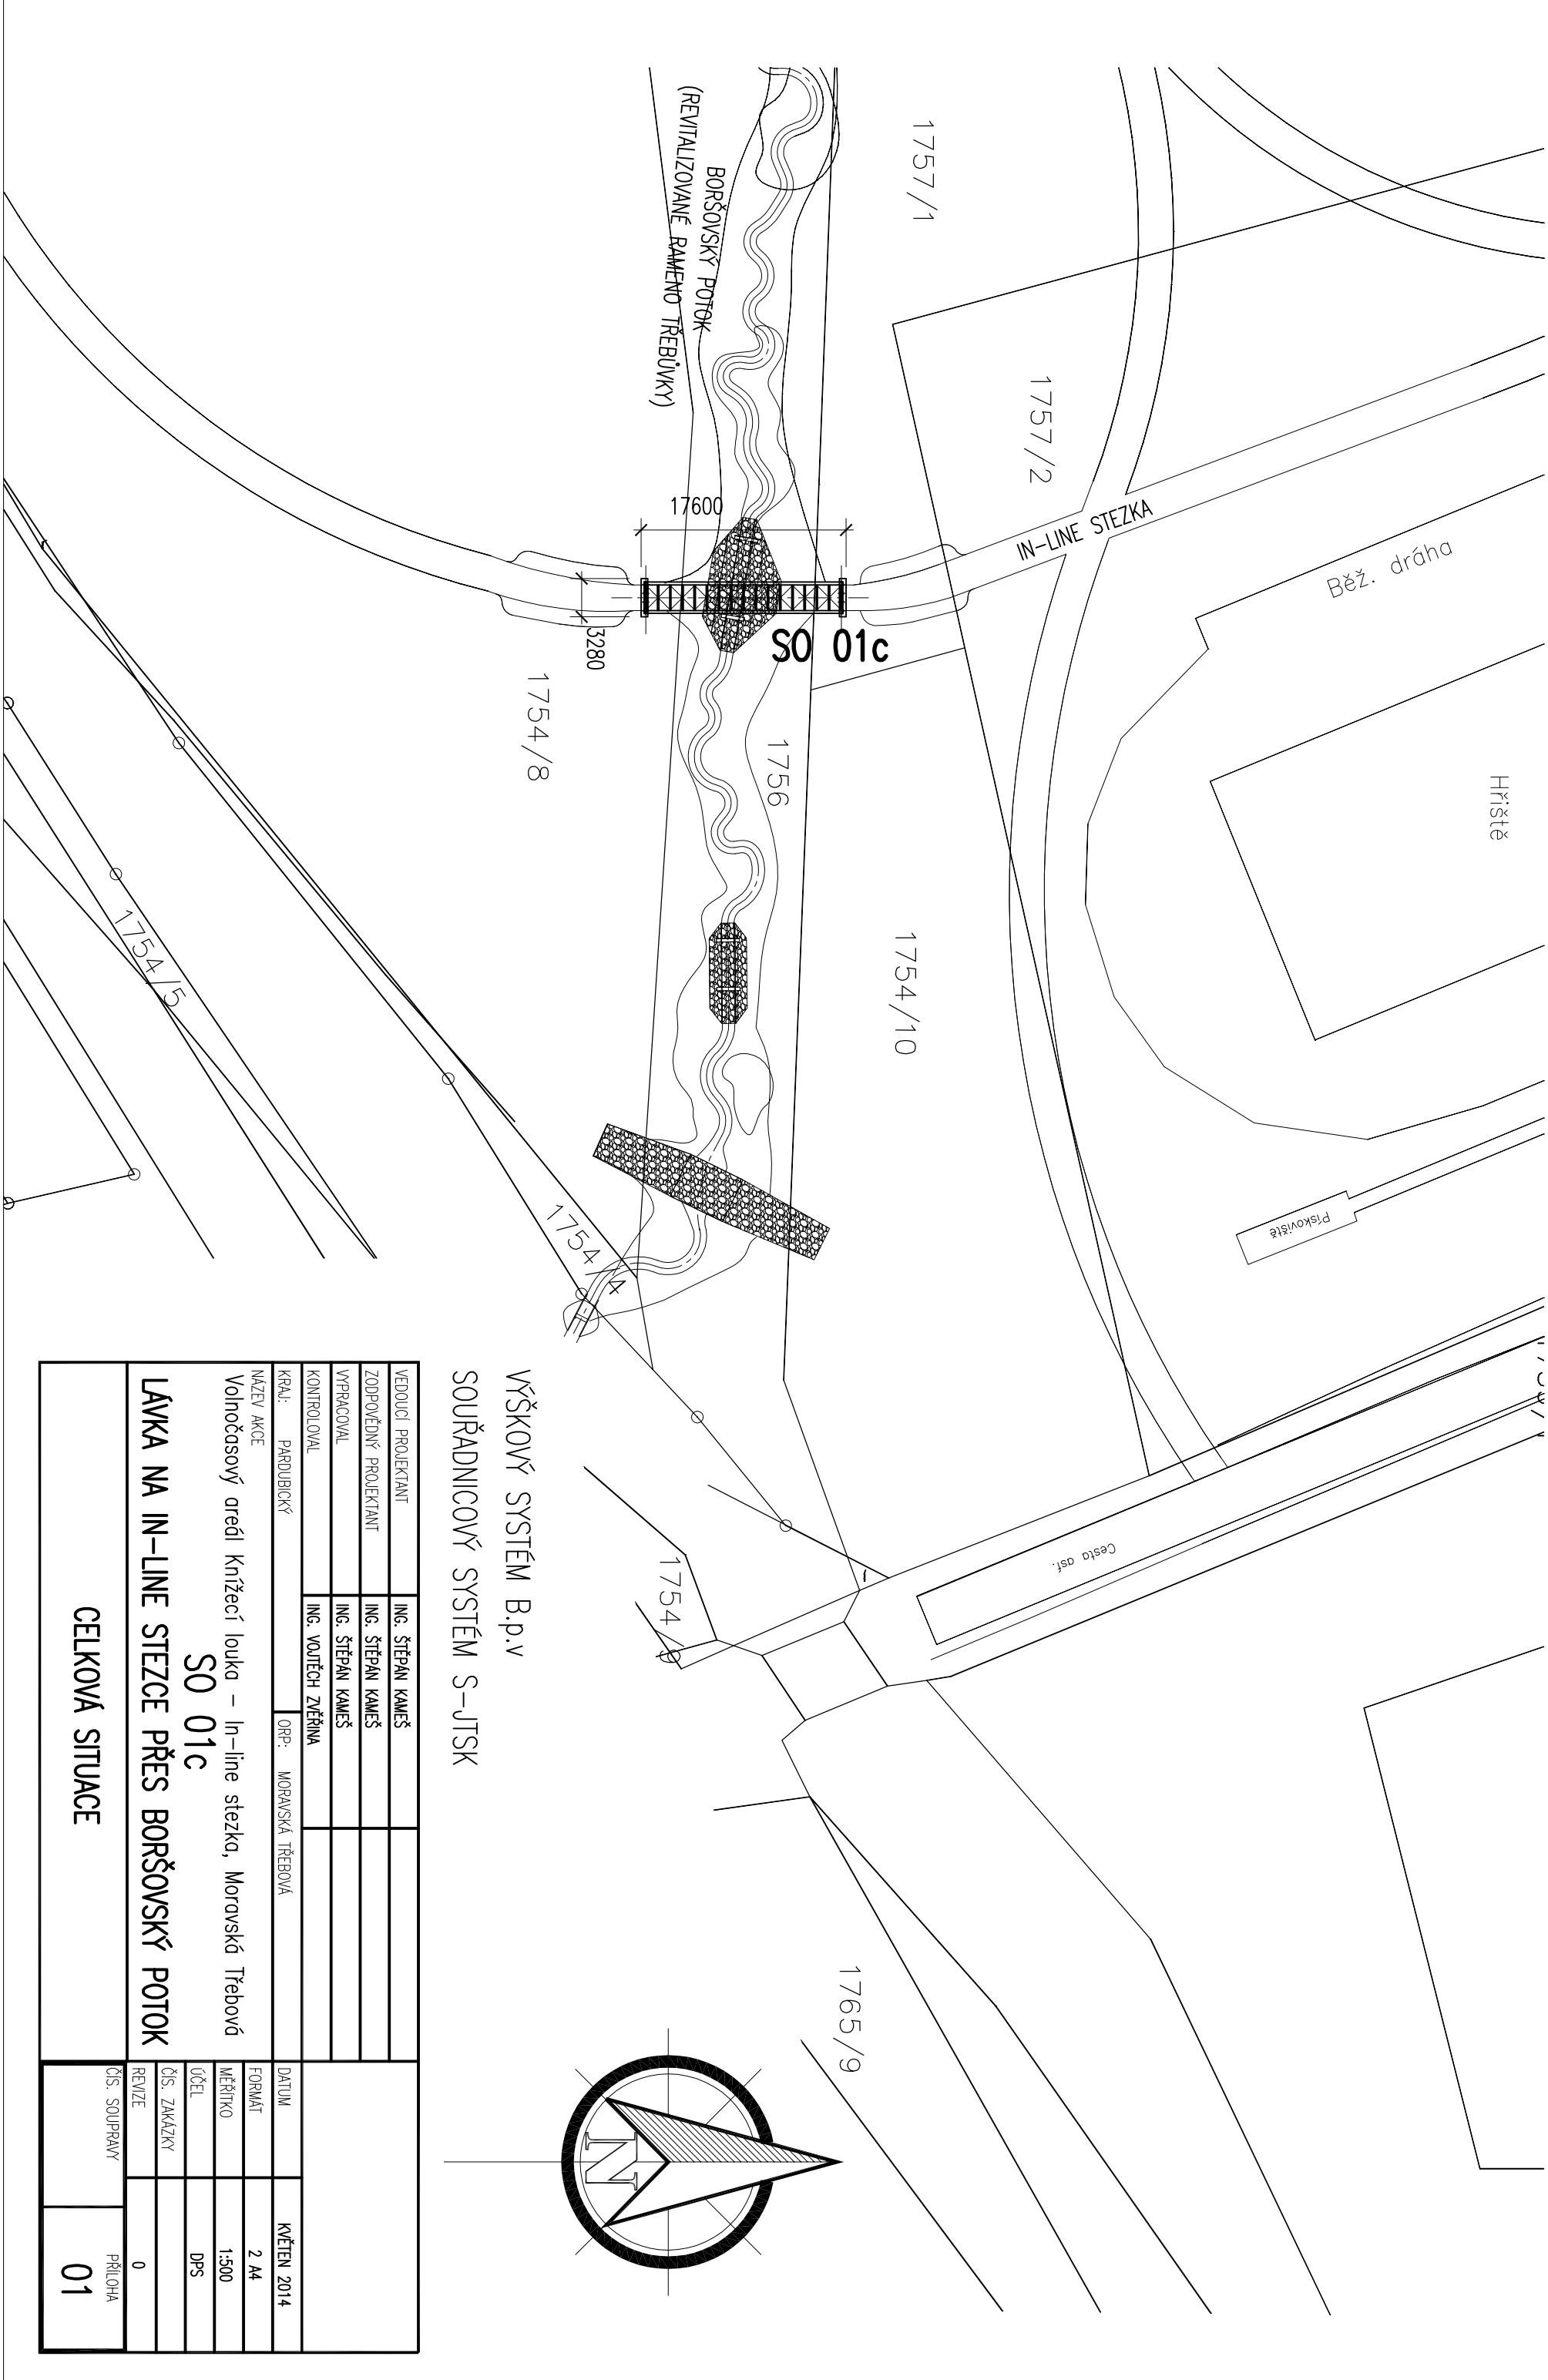 1757/1
BORŠOVSKÝ POTOK
(REVITALIZOVANÉ RAMENO TŘEBŮVKY)
1757/2
17600
IN-LINE STEZKA
Běž. dráha
3280
SO 01c
1754/8
1756
Hřiště
1754/10
1754/5
Pískoviště
1754/4
Cesta asf.
1754/9
1765/9
N
VÝŠKOVÝ SYSTÉM B.p.v
SOUŘADNICOVÝ SYSTÉM S-JTSK
VEDOUCÍ PROJEKTANT ING. ŠTĚPÁN KAMEŠ
ZODPOVĚDNÝ PROJEKTANT ING. ŠTĚPÁN KAMEŠ
VYPRACOVAL ING. ŠTĚPÁN KAMEŠ
KONTROLOVAL ING. VOJTĚCH ZVĚŘINA
KRAJ: PARDUBICKÝ ORP: MORAVSKÁ TŘEBOVÁ
NÁZEV AKCE
Volnočasový areál Knížecí louka - In-line stezka, Moravská Třebová
SO 01c
LÁVKA NA IN-LINE STEZCE PŘES BORŠOVSKÝ POTOK
CELKOVÁ SITUACE
DATUM KVĚTEN 2014
FORMÁT 2 A4
MĚŘÍTKO 1:500
ÚČEL DPS
ČÍS. ZAKÁZKY
REVIZE 0
ČÍS. SOUPRAVY PŘÍLOHA
01